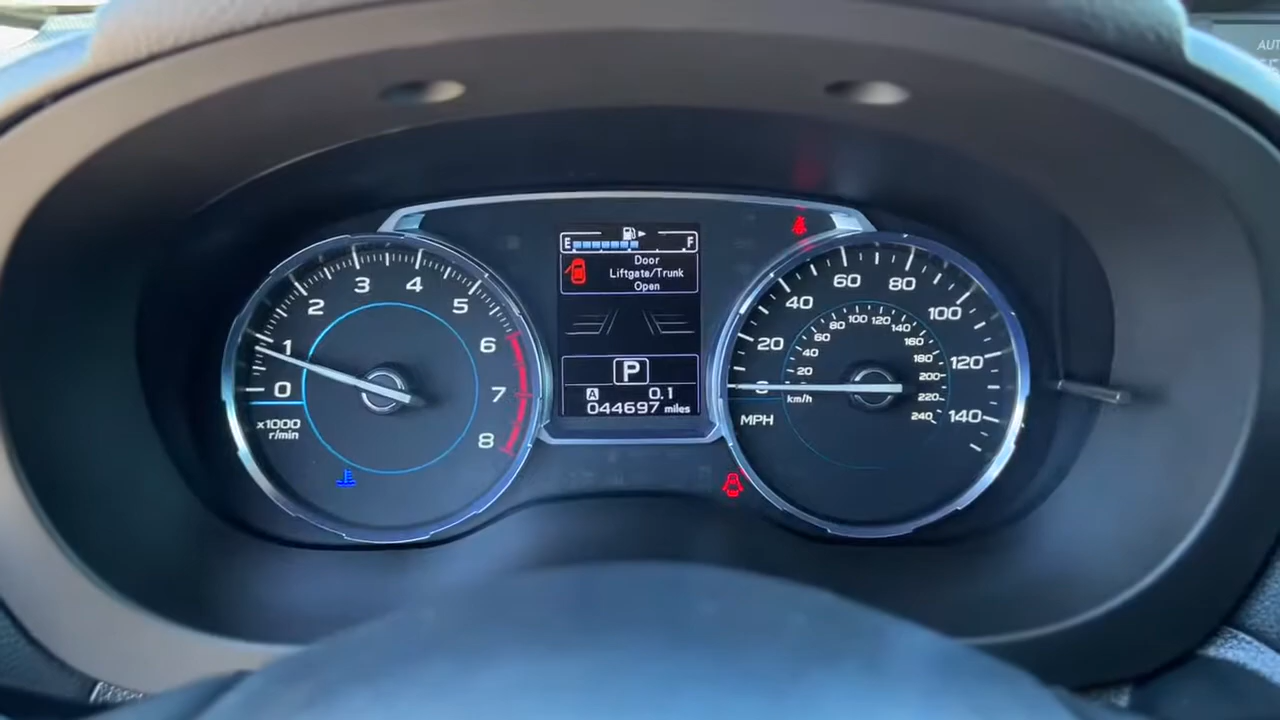 AUT
E F
Door
Liftgate/Trunk
Open
P
A 0.1
044697 miles
0
1
2
3
4
5
6
7
8
x1000
r/min
20
40
60
80
100
120
140
MPH
20
40
60
80
100
120
140
160
180
200
220
240
km/h